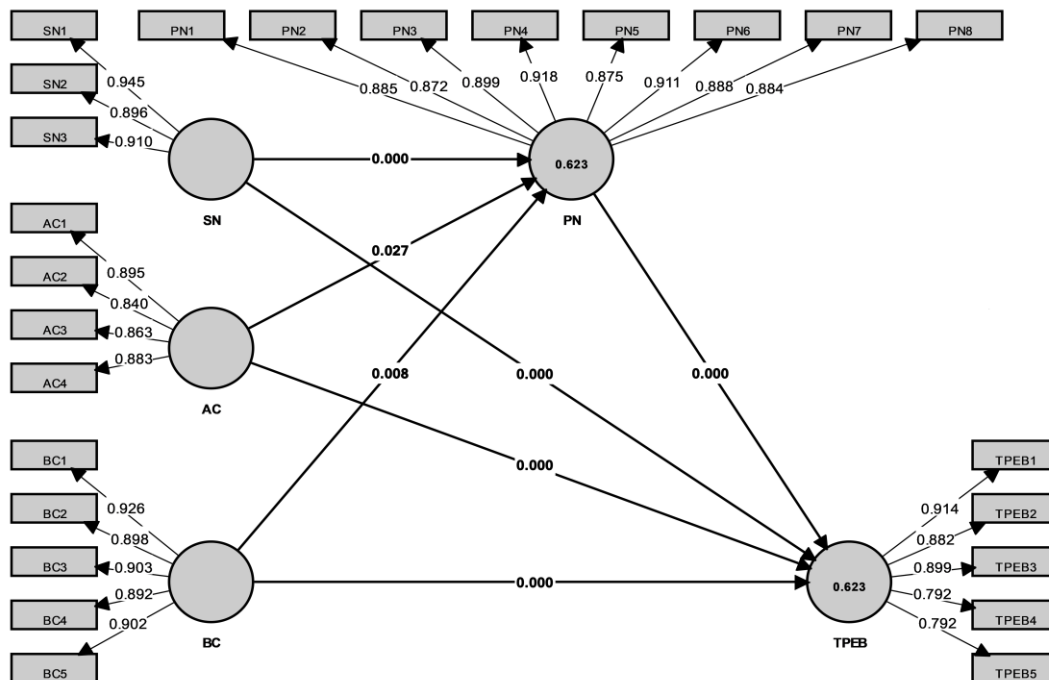 SN1
PN1
PN2
PN3
PN4
PN5
PN6
PN7
PN8
SN2
0.945
0.885
0.872
0.899
0.918
0.875
0.911
0.888
0.884
0.896
SN3
0.910
0.000
0.623
SN
PN
AC1
0.027
0.895
AC2
0.840
AC3
0.863
0.883
AC4
0.008
0.000
0.000
AC
BC1
TPEB1
0.000
0.926
0.914
BC2
TPEB2
0.898
0.882
BC3
0.903
0.899
TPEB3
0.000
0.623
0.892
0.792
BC4
TPEB4
0.902
0.792
BC
TPEB
BC5
TPEB5